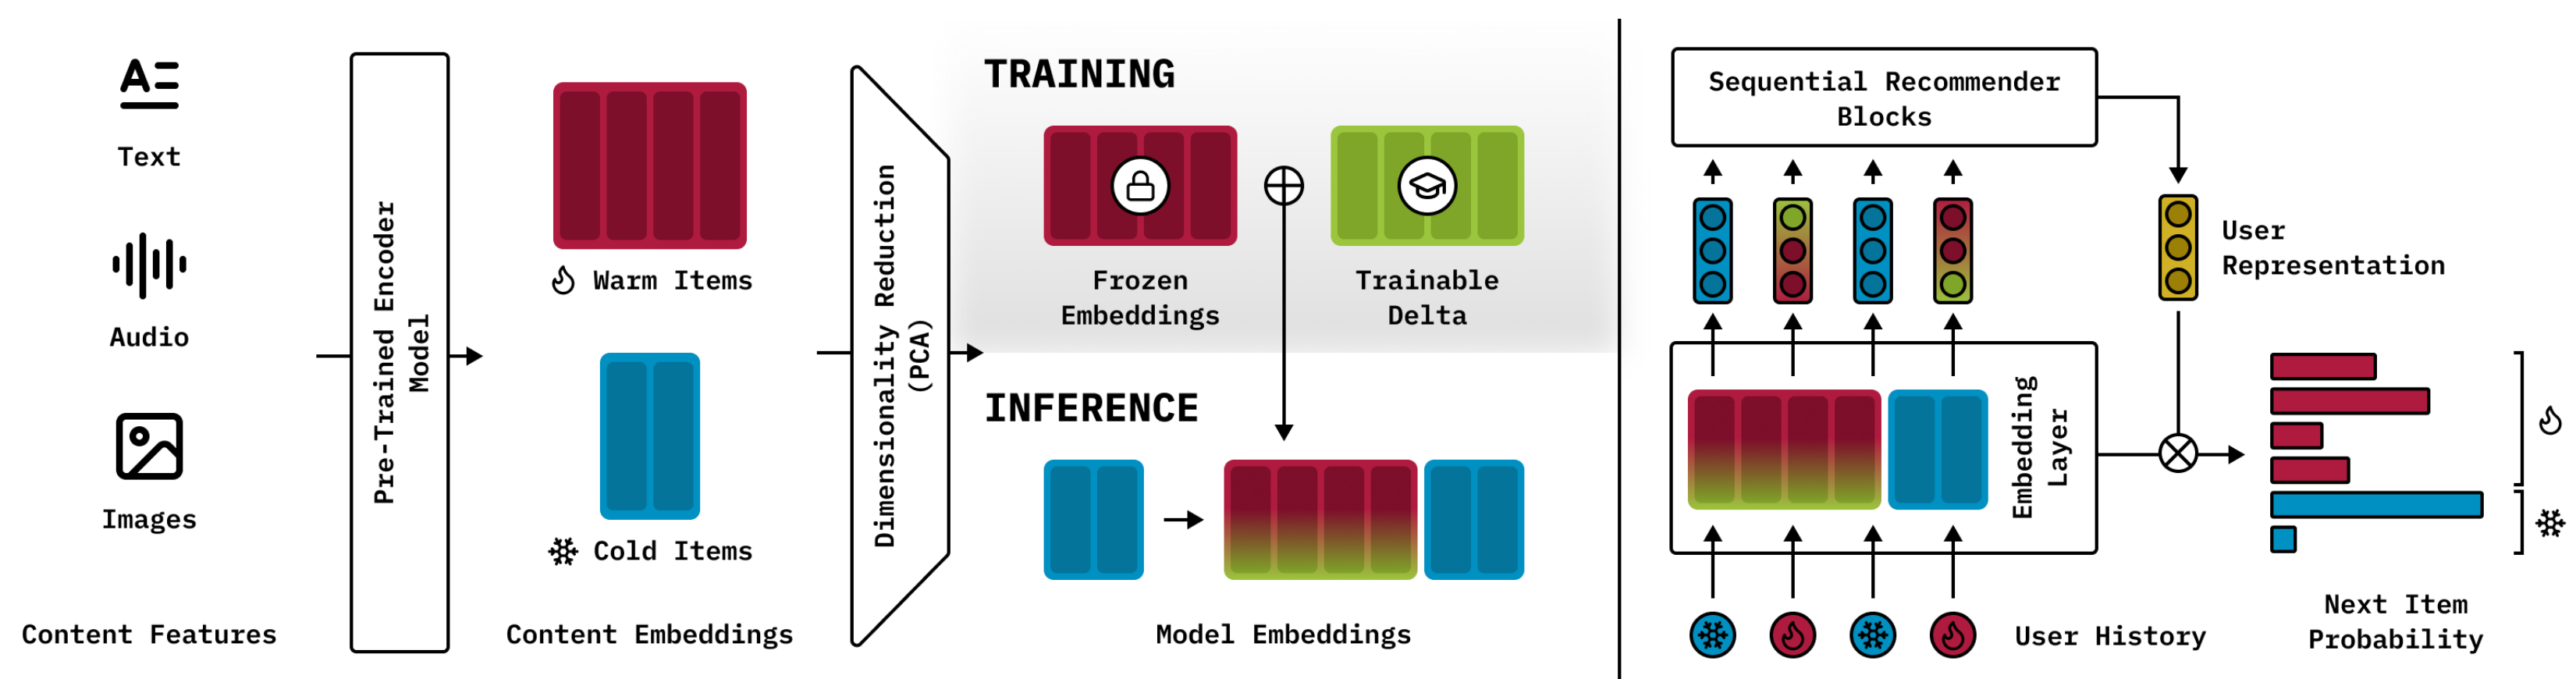 Text
Audio
Images
Content Features
Pre-Trained Encoder
Model
Warm Items
Cold Items
Content Embeddings
Dimensionality Reduction
(PCA)
TRAINING
Frozen
Embeddings
Trainable
Delta
INFERENCE
Model Embeddings
Sequential Recommender
Blocks
User
Representation
Embedding
Layer
User History
Next Item
Probability